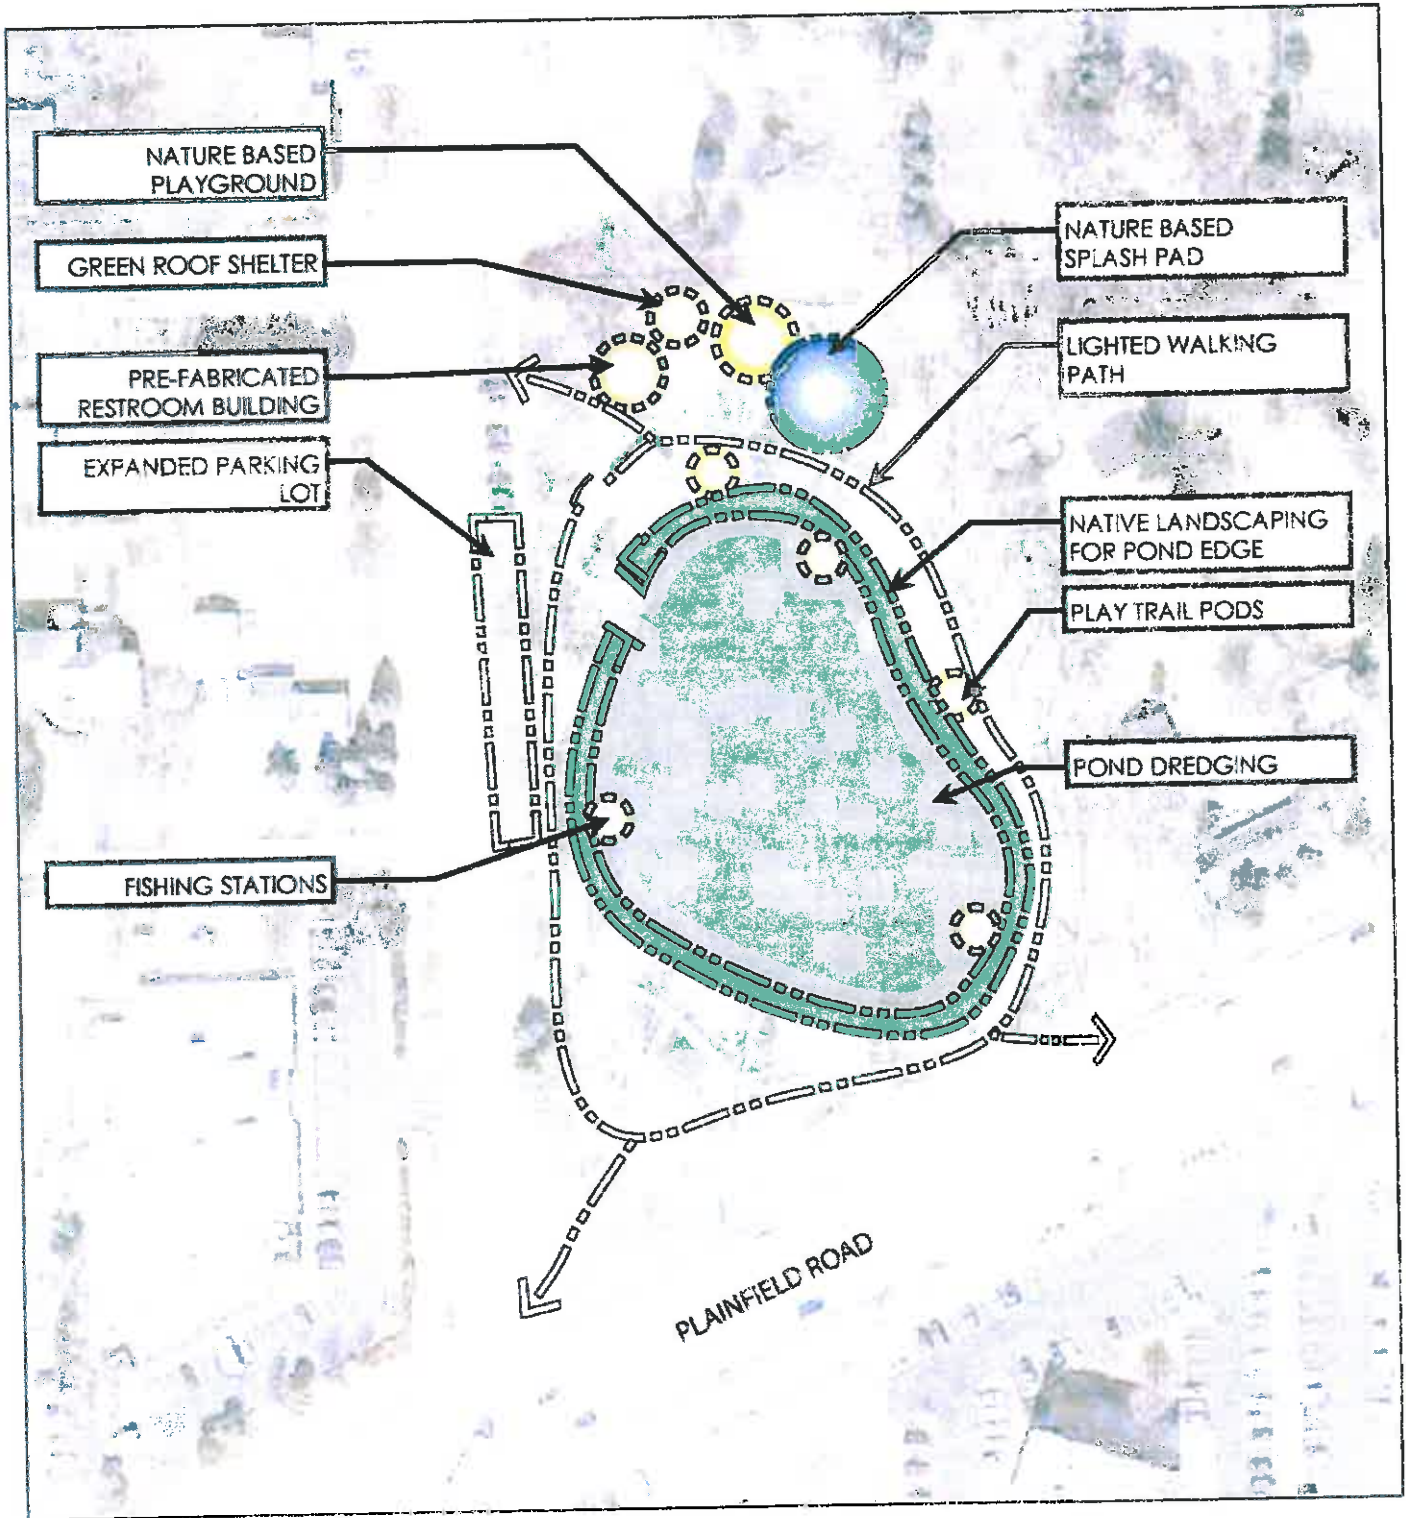 NATURE BASED
PLAYGROUND
GREEN ROOF SHELTER
PRE-FABRICATED
RESTROOM BUILDING
EXPANDED PARKING
LOT
FISHING STATIONS
NATURE BASED
SPLASH PAD
LIGHTED WALKING
PATH
NATIVE LANDSCAPING
FOR POND EDGE
PLAY TRAIL PODS
POND DREDGING
PLAINFIELD ROAD